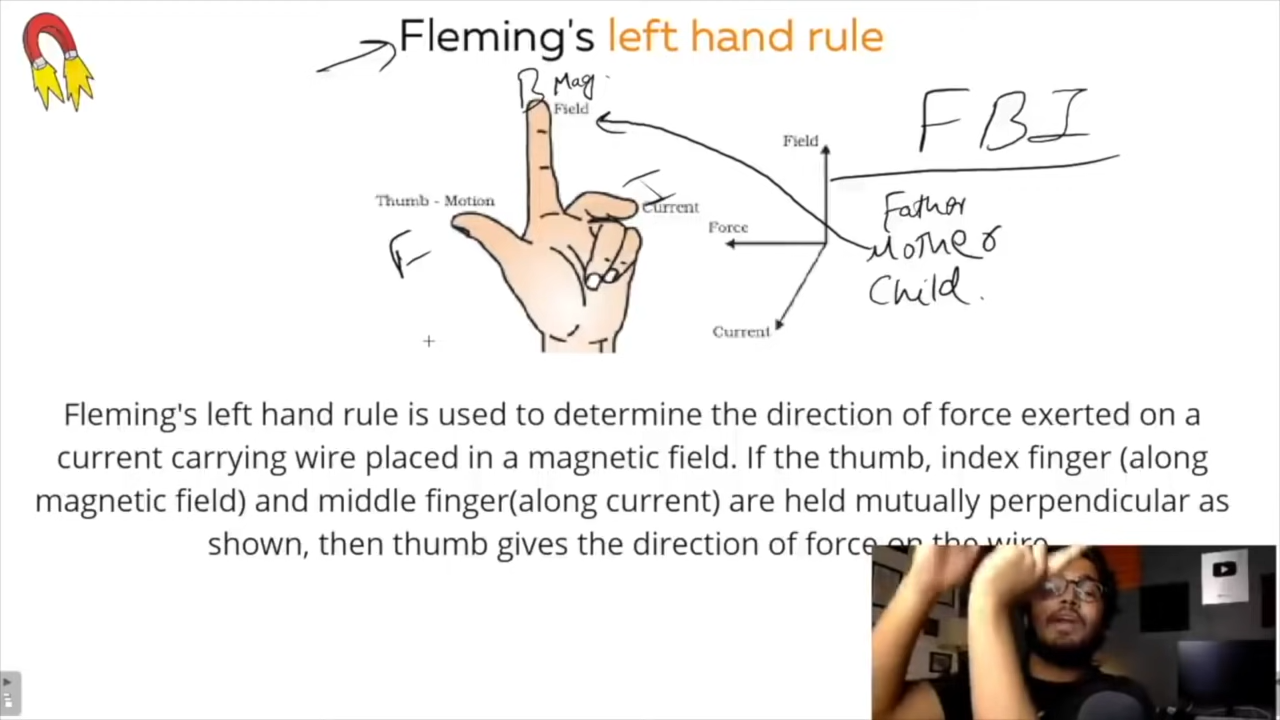 Fleming's left hand rule
B Mag.
Field
FBI
Field
Thumb - Motion
I
Current
Father
F
Force
Mother
Child.
Current
Fleming's left hand rule is used to determine the direction of force exerted on a
current carrying wire placed in a magnetic field. If the thumb, index finger (along
magnetic field) and middle finger(along current) are held mutually perpendicular as
shown, then thumb gives the direction of force on the wire